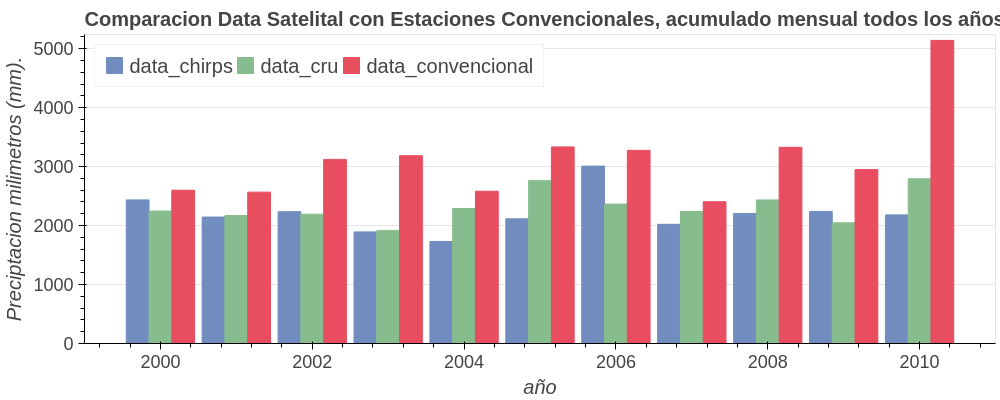 Comparacion Data Satelital con Estaciones Convencionales, acumulado mensual todos los años
Preciptacion milimetros (mm).
data_chirps data_cru data_convencional
5000
4000
3000
2000
1000
0
2000 2002 2004 2006 2008 2010
año